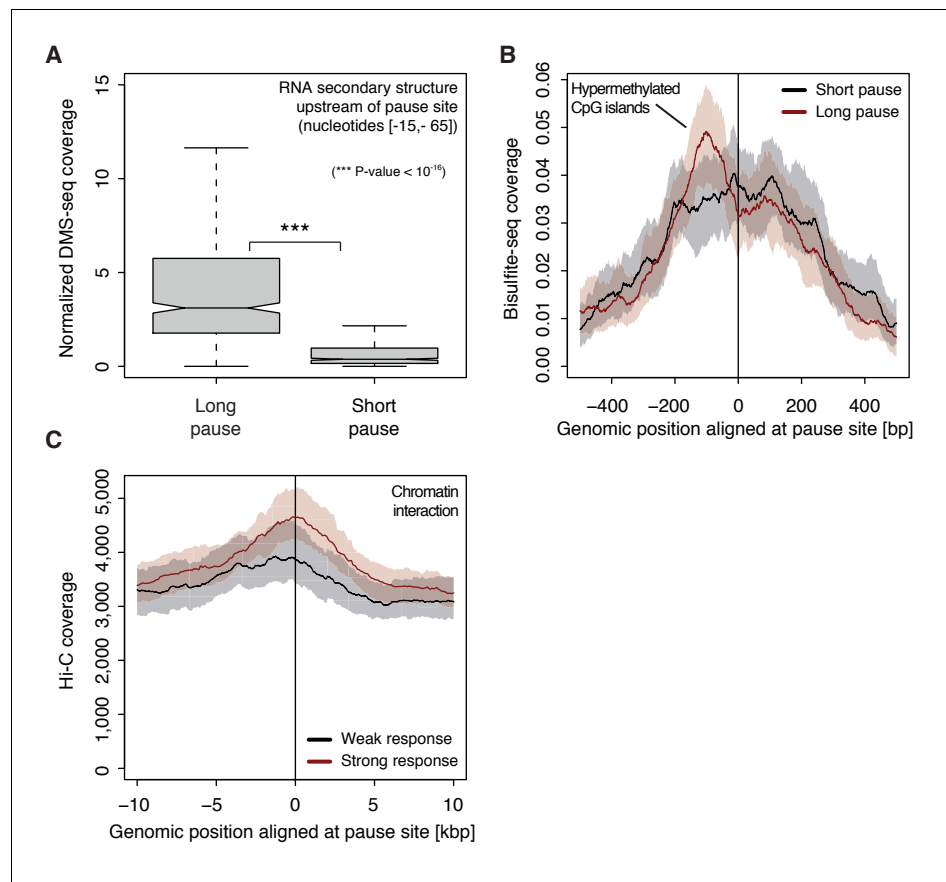 A
Normalized DMS-seq coverage
15
10
5
0
RNA secondary structure
upstream of pause site
(nucleotides [-15,- 65])
(*** P-value < 10-16)
***
Long
pause
Short
pause
B
Bisulfite-seq coverage
0.06
0.05
0.04
0.03
0.02
0.01
0.00
Hypermethylated
CpG islands
Short pause
Long pause
−400
−200
0
200
400
Genomic position aligned at pause site [bp]
C
Hi-C coverage
5,000
4,000
3,000
2,000
1,000
0
Chromatin
interaction
Weak response
Strong response
−10
−5
0
5
10
Genomic position aligned at pause site [kbp]